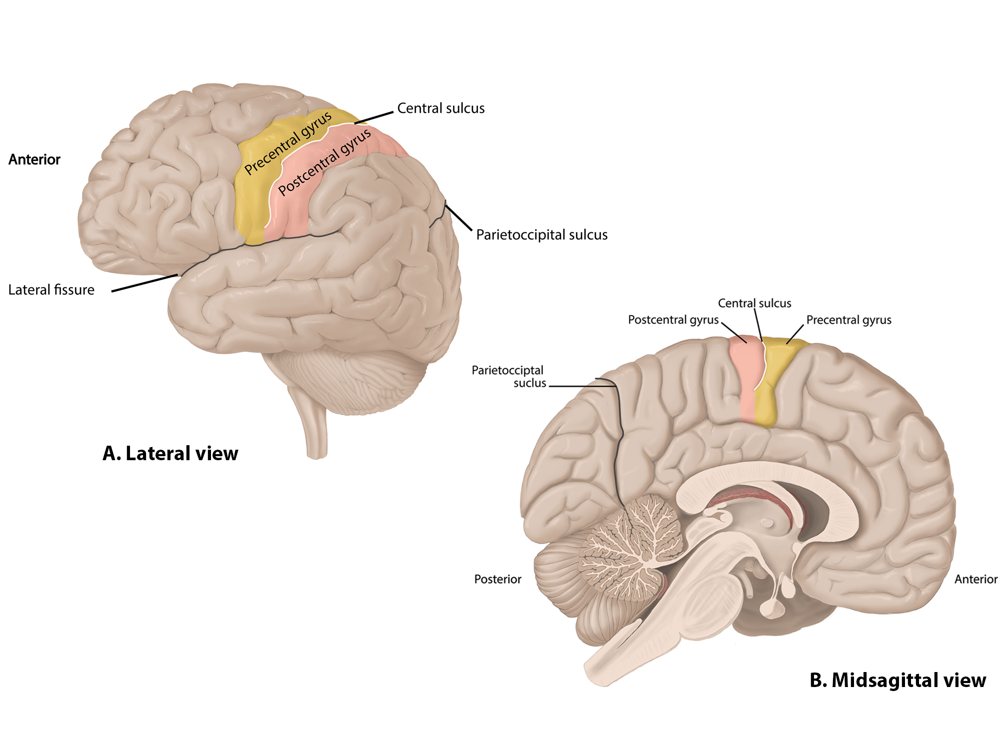 Central sulcus
Precentral gyrus
Postcentral gyrus
Anterior
Parietoccipital sulcus
Lateral fissure
A. Lateral view
Central sulcus
Postcentral gyrus
Precentral gyrus
Parietocciptal
suclus
Posterior
Anterior
B. Midsagittal view